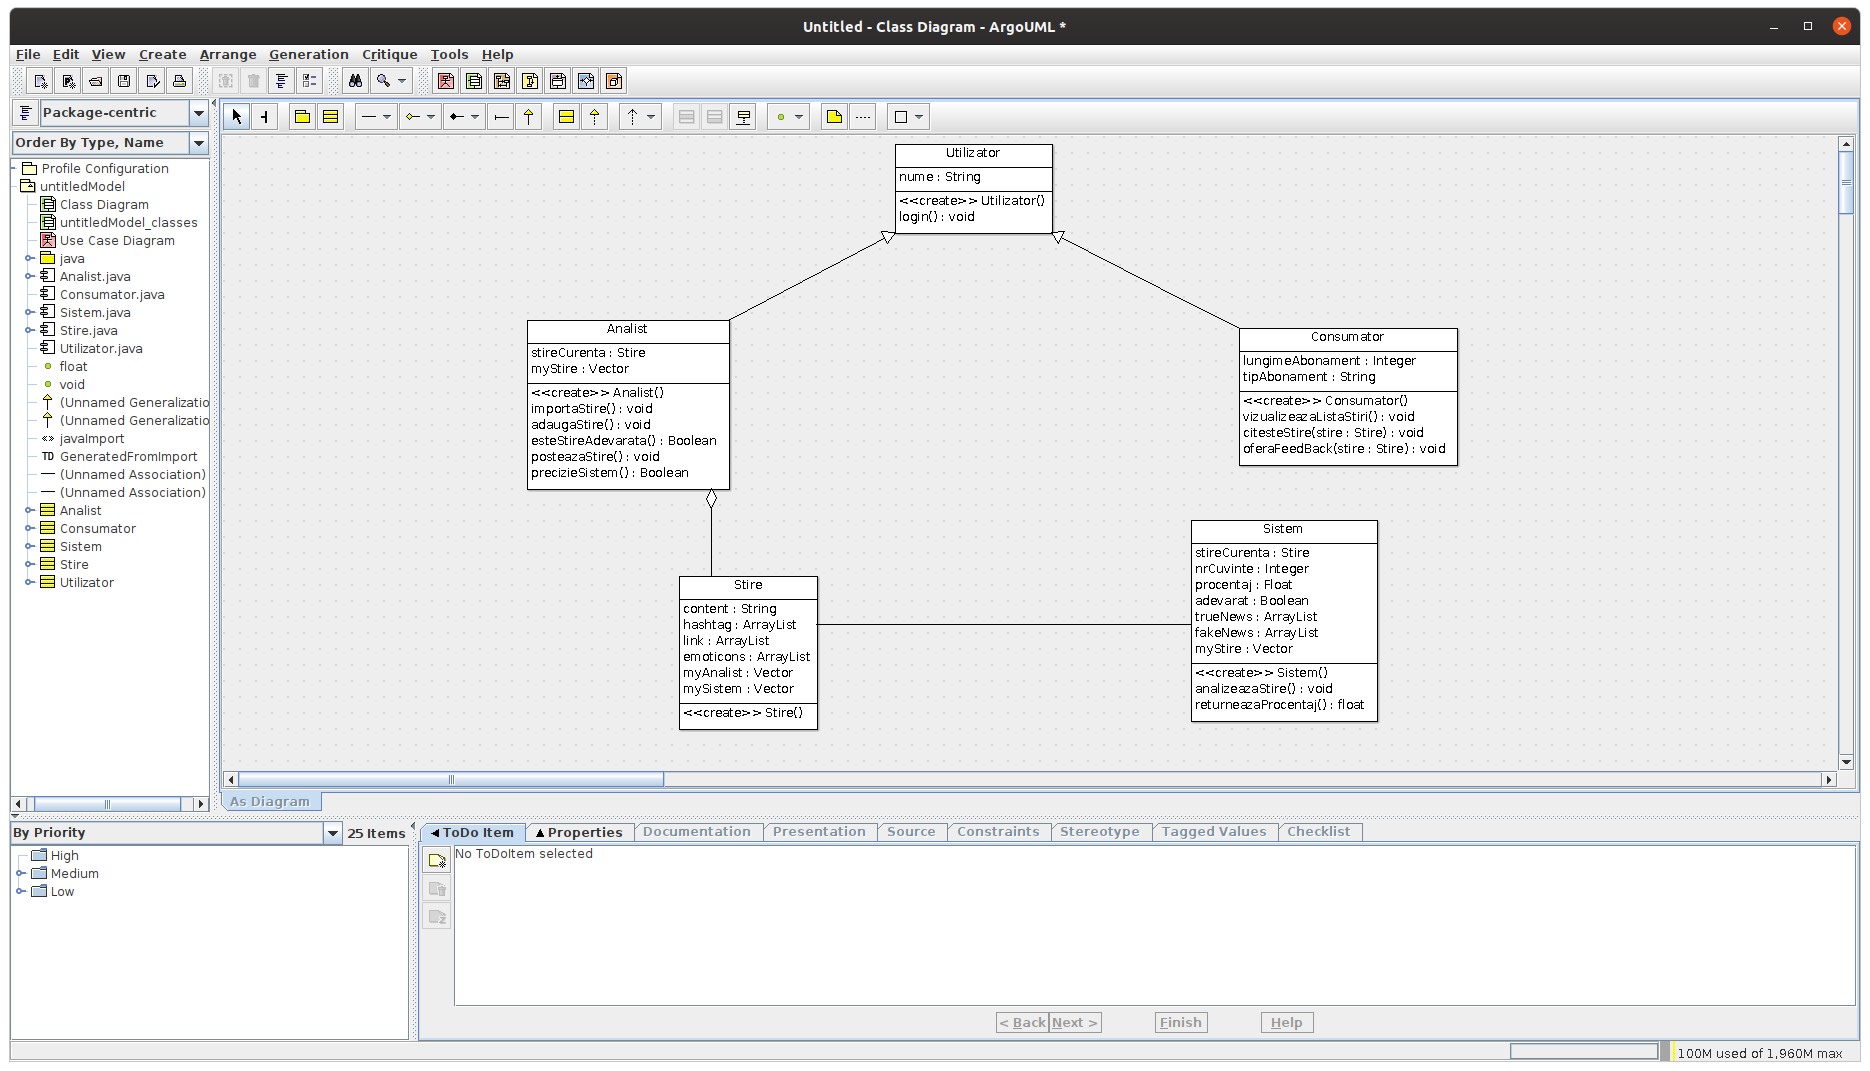 Untitled - Class Diagram - ArgoUML *
File Edit View Create Arrange Generation Critique Tools Help
Package-centric
Order By Type, Name
Profile Configuration
untitledModel
Class Diagram
untitledModel_classes
Use Case Diagram
java
Analist.java
Consumator.java
Sistem.java
Stire.java
Utilizator.java
float
void
(Unnamed Generalizatio
(Unnamed Generalizatio
<<>> javaImport
TD GeneratedFromImport
(Unnamed Association)
(Unnamed Association)
Analist
Consumator
Sistem
Stire
Utilizator
Utilizator
nume : String
<<create>> Utilizator()
login() : void
Analist
stireCurenta : Stire
myStire : Vector
<<create>> Analist()
importaStire() : void
adaugaStire() : void
esteStireAdevarata() : Boolean
posteazaStire() : void
precizieSistem() : Boolean
Consumator
lungimeAbonament : Integer
tipAbonament : String
<<create>> Consumator()
vizualizeazaListaStiri() : void
citesteStire(stire : Stire) : void
oferaFeedBack(stire : Stire) : void
Stire
content : String
hashtag : ArrayList
link : ArrayList
emoticons : ArrayList
myAnalist : Vector
mySistem : Vector
<<create>> Stire()
Sistem
stireCurenta : Stire
nrCuvinte : Integer
procentaj : Float
adevarat : Boolean
trueNews : ArrayList
fakeNews : ArrayList
myStire : Vector
<<create>> Sistem()
analizeazaStire() : void
returneazaProcentaj() : float
As Diagram
By Priority 25 Items
High
Medium
Low
ToDo Item Properties Documentation Presentation Source Constraints Stereotype Tagged Values Checklist
No ToDoItem selected
< Back Next > Finish Help
100M used of 1,960M max